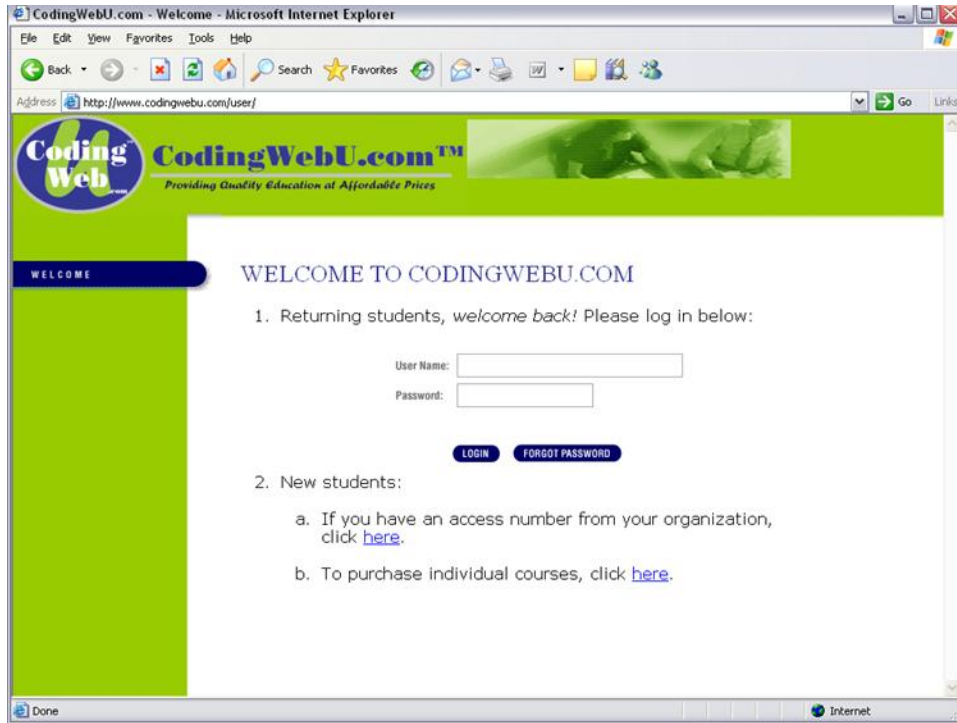 CodingWebU.com - Welcome - Microsoft Internet Explorer
File Edit View Favorites Tools Help
Back Search Favorites
Address http://www.codingwebu.com/user/ Go Links
Coding
Web
.com
CodingWebU.com™
Providing Quality Education at Affordable Prices
WELCOME
WELCOME TO CODINGWEBU.COM
1. Returning students, welcome back! Please log in below:
User Name:
Password:
LOGIN FORGOT PASSWORD
2. New students:
a. If you have an access number from your organization,
click here.
b. To purchase individual courses, click here.
Done Internet